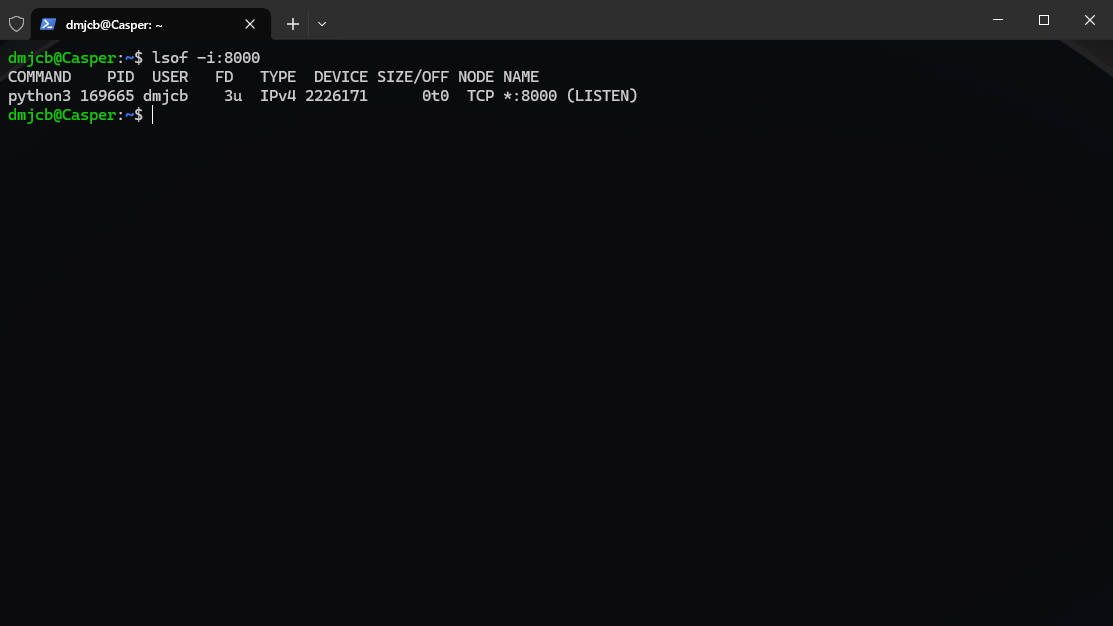 dmjcb@Casper: ~
dmjcb@Casper:~$ lsof -i:8000
COMMAND    PID  USER   FD   TYPE  DEVICE SIZE/OFF NODE NAME
python3 169665 dmjcb    3u  IPv4 2226171      0t0  TCP *:8000 (LISTEN)
dmjcb@Casper:~$